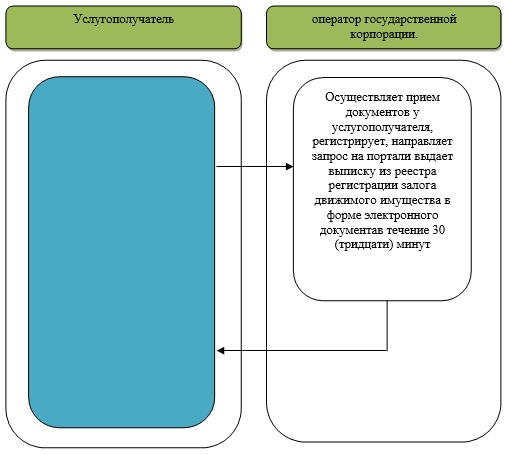 Услугополучатель
оператор государственной
корпорации.
Осуществляет прием
документов у
услугополучателя,
регистрирует, направляет
запрос на портали выдает
выписку из реестра
регистрации залога
движимого имущества в
форме электронного
документав течение 30
(тридцати) минут